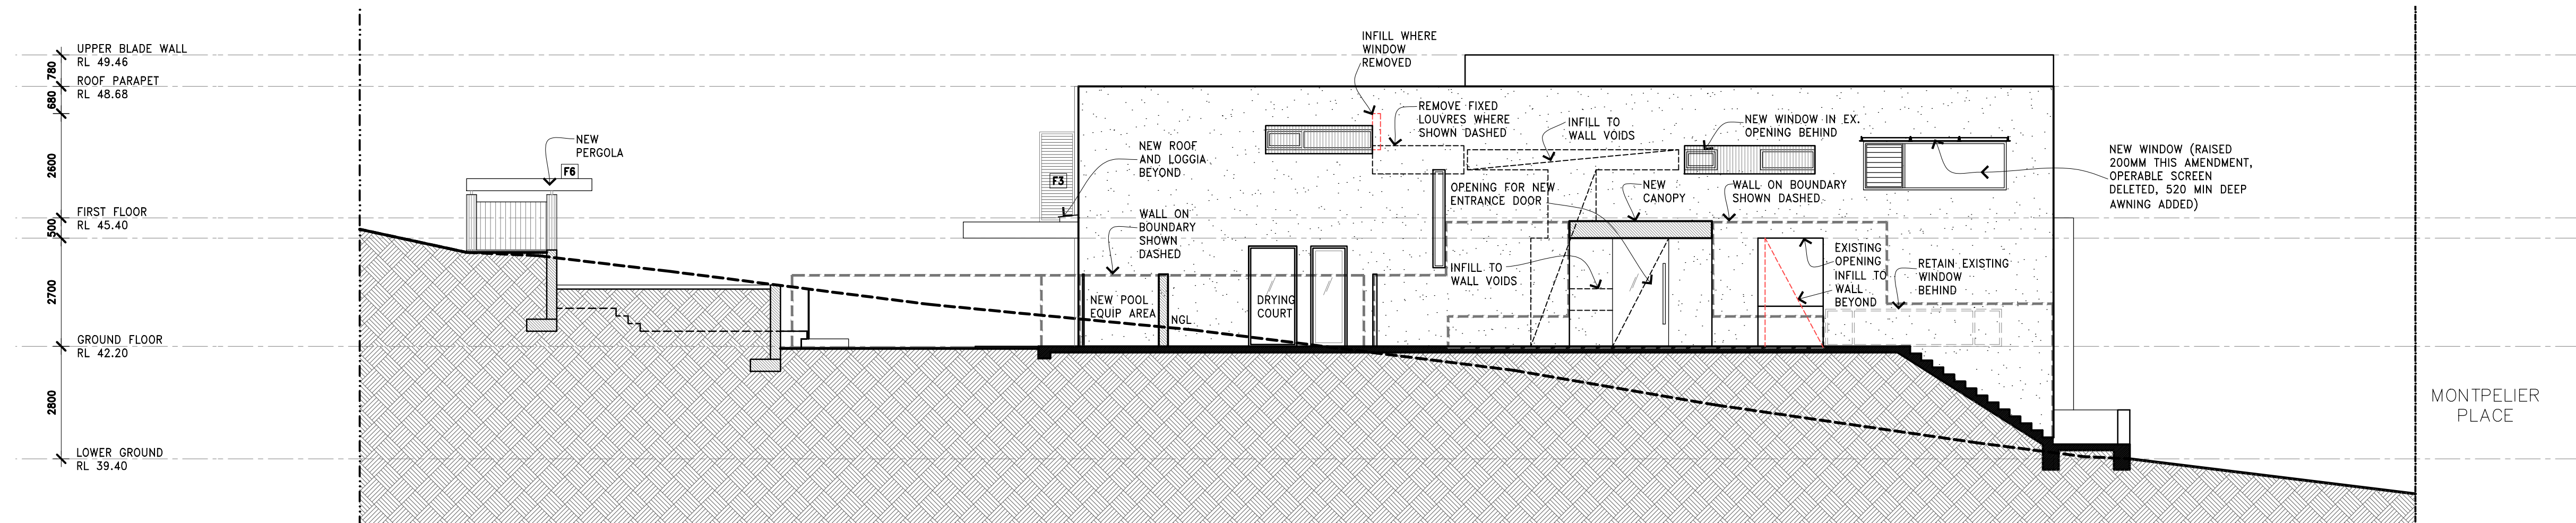 UPPER BLADE WALL
RL 49.46
780
ROOF PARAPET
RL 48.68
680
2600
FIRST FLOOR
RL 45.40
500
2700
GROUND FLOOR
RL 42.20
2800
LOWER GROUND
RL 39.40
NEW
PERGOLA
F6
F3
NEW ROOF
AND LOGGIA
BEYOND
WALL ON
BOUNDARY
SHOWN
DASHED
NEW POOL
EQUIP AREA
NGL
DRYING
COURT
INFILL WHERE
WINDOW
REMOVED
REMOVE FIXED
LOUVRES WHERE
SHOWN DASHED
INFILL TO
WALL VOIDS
OPENING FOR NEW
ENTRANCE DOOR
INFILL TO
WALL VOIDS
NEW
CANOPY
NEW WINDOW IN EX.
OPENING BEHIND
WALL ON BOUNDARY
SHOWN DASHED
EXISTING
OPENING
INFILL TO
WALL
BEYOND
RETAIN EXISTING
WINDOW
BEHIND
NEW WINDOW (RAISED
200MM THIS AMENDMENT,
OPERABLE SCREEN
DELETED, 520 MIN DEEP
AWNING ADDED)
MONTPELIER
PLACE